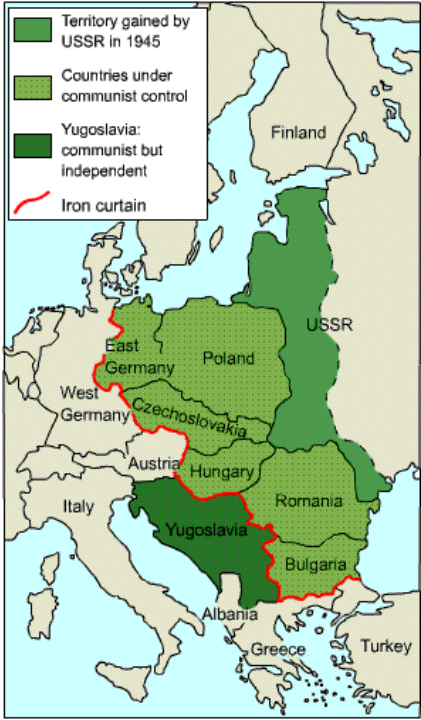 Territory gained by
USSR in 1945
Countries under
communist control
Yugoslavia:
communist but
independent
Iron curtain
Finland
USSR
East
Germany
Poland
West
Germany
Czechoslovakia
Austria
Hungary
Italy
Romania
Yugoslavia
Bulgaria
Albania
Greece
Turkey